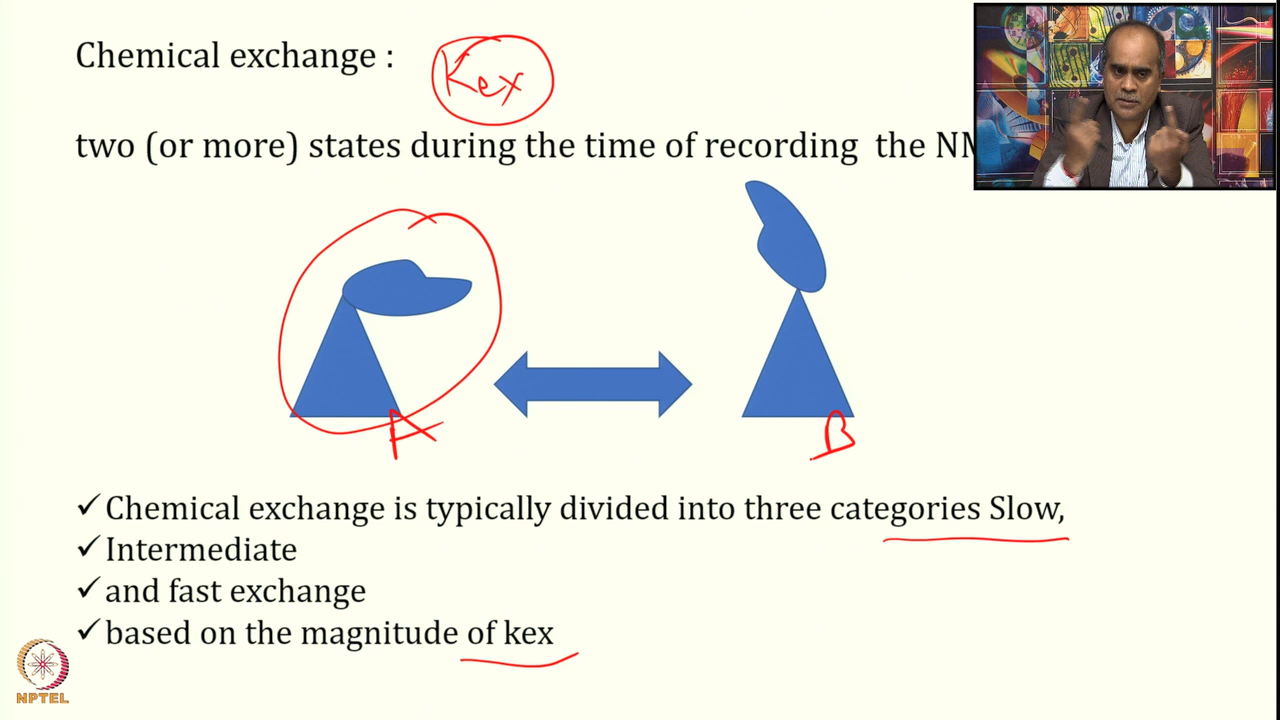 Chemical exchange :
Kex
two (or more) states during the time of recording the NM
A
B
✓ Chemical exchange is typically divided into three categories Slow,
✓ Intermediate
✓ and fast exchange
✓ based on the magnitude of kex
NPTEL